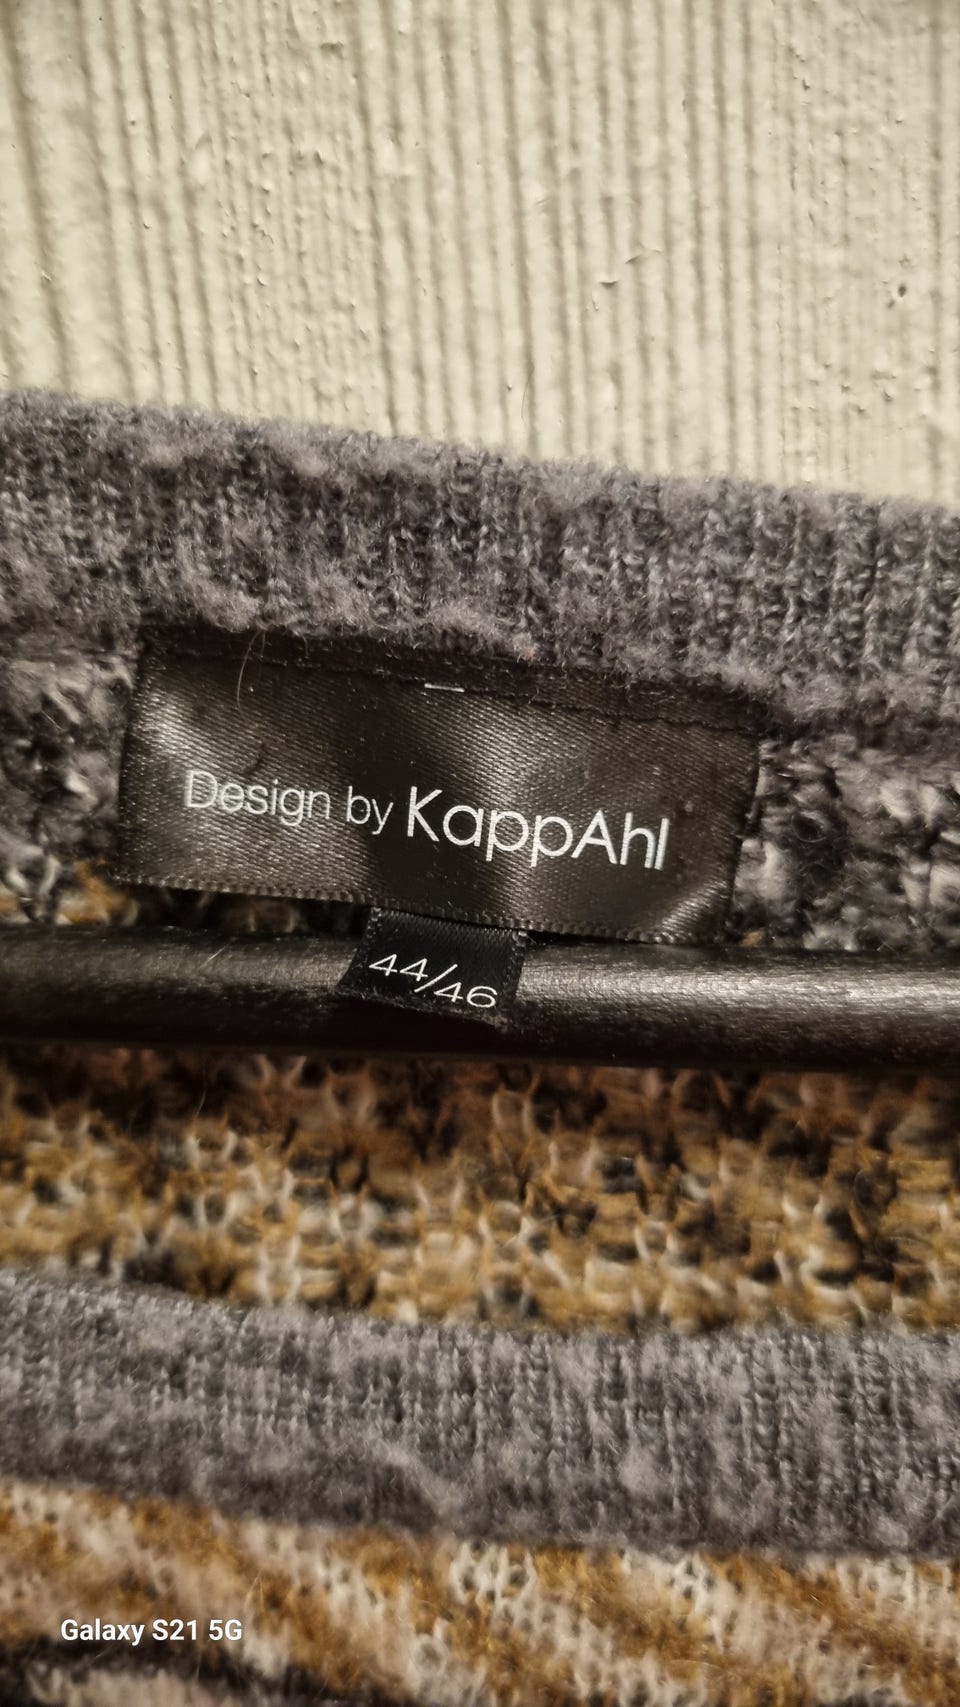 Design by KappAhl
44/46
Galaxy S21 5G